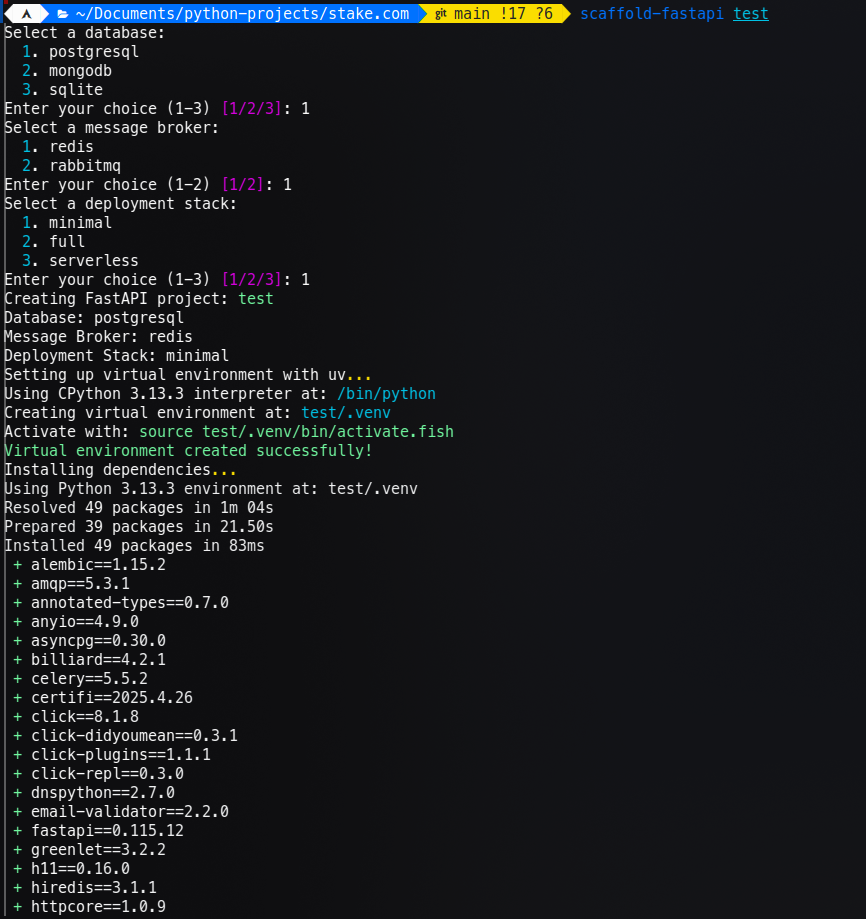 ~/Documents/python-projects/stake.com git main !17 ?6 scaffold-fastapi test
Select a database:
1. postgresql
2. mongodb
3. sqlite
Enter your choice (1-3) [1/2/3]: 1
Select a message broker:
1. redis
2. rabbitmq
Enter your choice (1-2) [1/2]: 1
Select a deployment stack:
1. minimal
2. full
3. serverless
Enter your choice (1-3) [1/2/3]: 1
Creating FastAPI project: test
Database: postgresql
Message Broker: redis
Deployment Stack: minimal
Setting up virtual environment with uv...
Using CPython 3.13.3 interpreter at: /bin/python
Creating virtual environment at: test/.venv
Activate with: source test/.venv/bin/activate.fish
Virtual environment created successfully!
Installing dependencies...
Using Python 3.13.3 environment at: test/.venv
Resolved 49 packages in 1m 04s
Prepared 39 packages in 21.50s
Installed 49 packages in 83ms
+ alembic==1.15.2
+ amqp==5.3.1
+ annotated-types==0.7.0
+ anyio==4.9.0
+ asyncpg==0.30.0
+ billiard==4.2.1
+ celery==5.5.2
+ certifi==2025.4.26
+ click==8.1.8
+ click-didyoumean==0.3.1
+ click-plugins==1.1.1
+ click-repl==0.3.0
+ dnspython==2.7.0
+ email-validator==2.2.0
+ fastapi==0.115.12
+ greenlet==3.2.2
+ h11==0.16.0
+ hiredis==3.1.1
+ httpcore==1.0.9